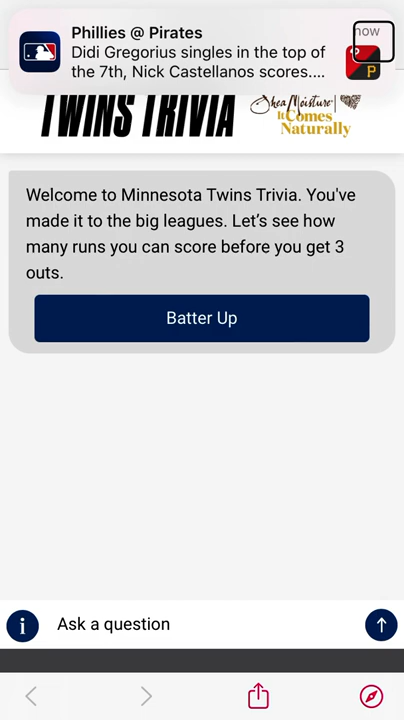 Phillies @ Pirates
now
Didi Gregorius singles in the top of
the 7th, Nick Castellanos scores....
P
TWINS TRIVIA
SheaMoisture
It Comes
Naturally
Welcome to Minnesota Twins Trivia. You've
made it to the big leagues. Let’s see how
many runs you can score before you get 3
outs.
Batter Up
i
Ask a question